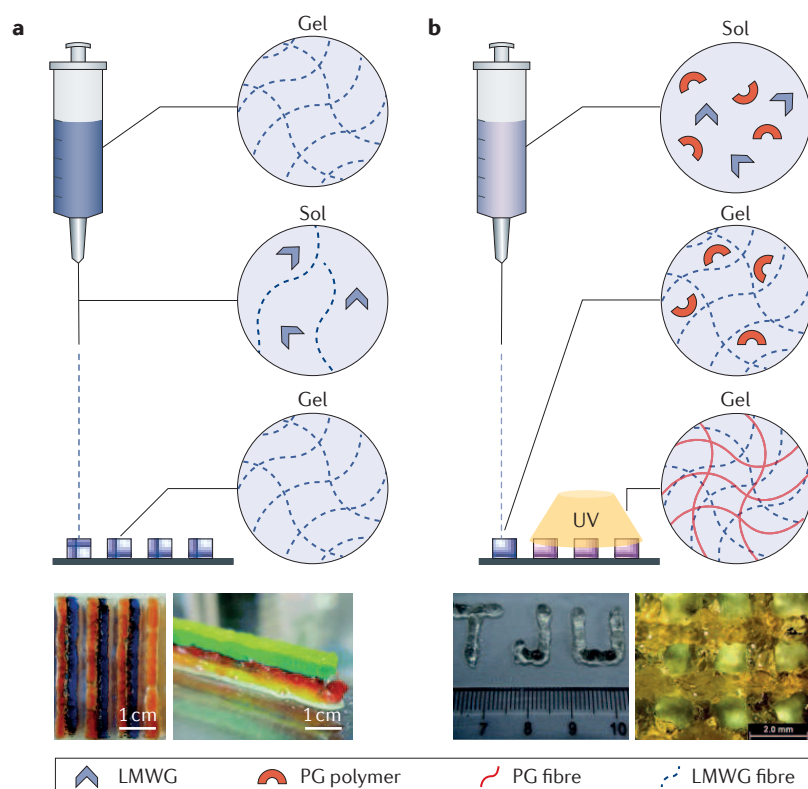 a
Gel
Sol
Gel
1 cm
1 cm
b
Sol
Gel
Gel
UV
TJU
7 8 9 10
2.0 mm
LMWG
PG polymer
PG fibre
LMWG fibre